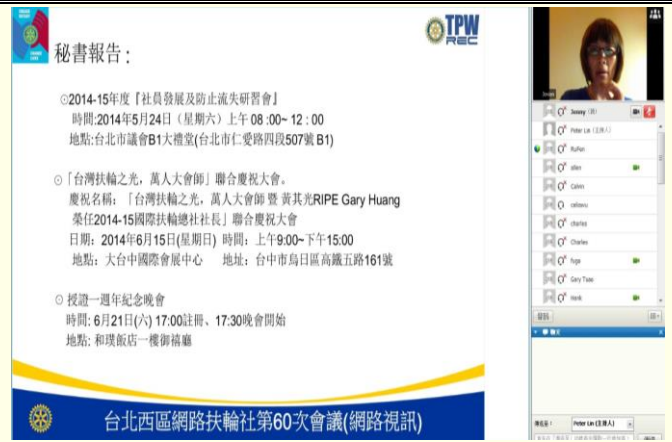 TPW
REC
秘書報告:
⊙2014-15年度『社員發展及防止流失研習會』
時間:2014年5月24日(星期六)上午 08:00~ 12 : 00
地點:台北市議會B1大禮堂(台北市仁愛路四段507號 B1)
⊙「台灣扶輪之光,萬人大會師」聯合慶祝大會。
慶祝名稱:「台灣扶輪之光,萬人大會師 暨 黃其光RIPE Gary Huang
榮任2014-15國際扶輪總社社長」聯合慶祝大會
日期:2014年6月15日(星期日) 時間:上午9:00~下午15:00
地點:大台中國際會展中心 地址:台中市烏日區高鐵五路161號
⊙ 授證一週年紀念晚會
時間: 6月21日(六) 17:00註冊、17:30晚會開始
地點: 和璞飯店一樓御禧廳
台北西區網路扶輪社第60次會議(網路視訊)
Peter Lin (主持人)
RuFen
allen
Calvin
charles
Charles
fuge
Gary Tsao
Hank
Peter Lin (主持人)